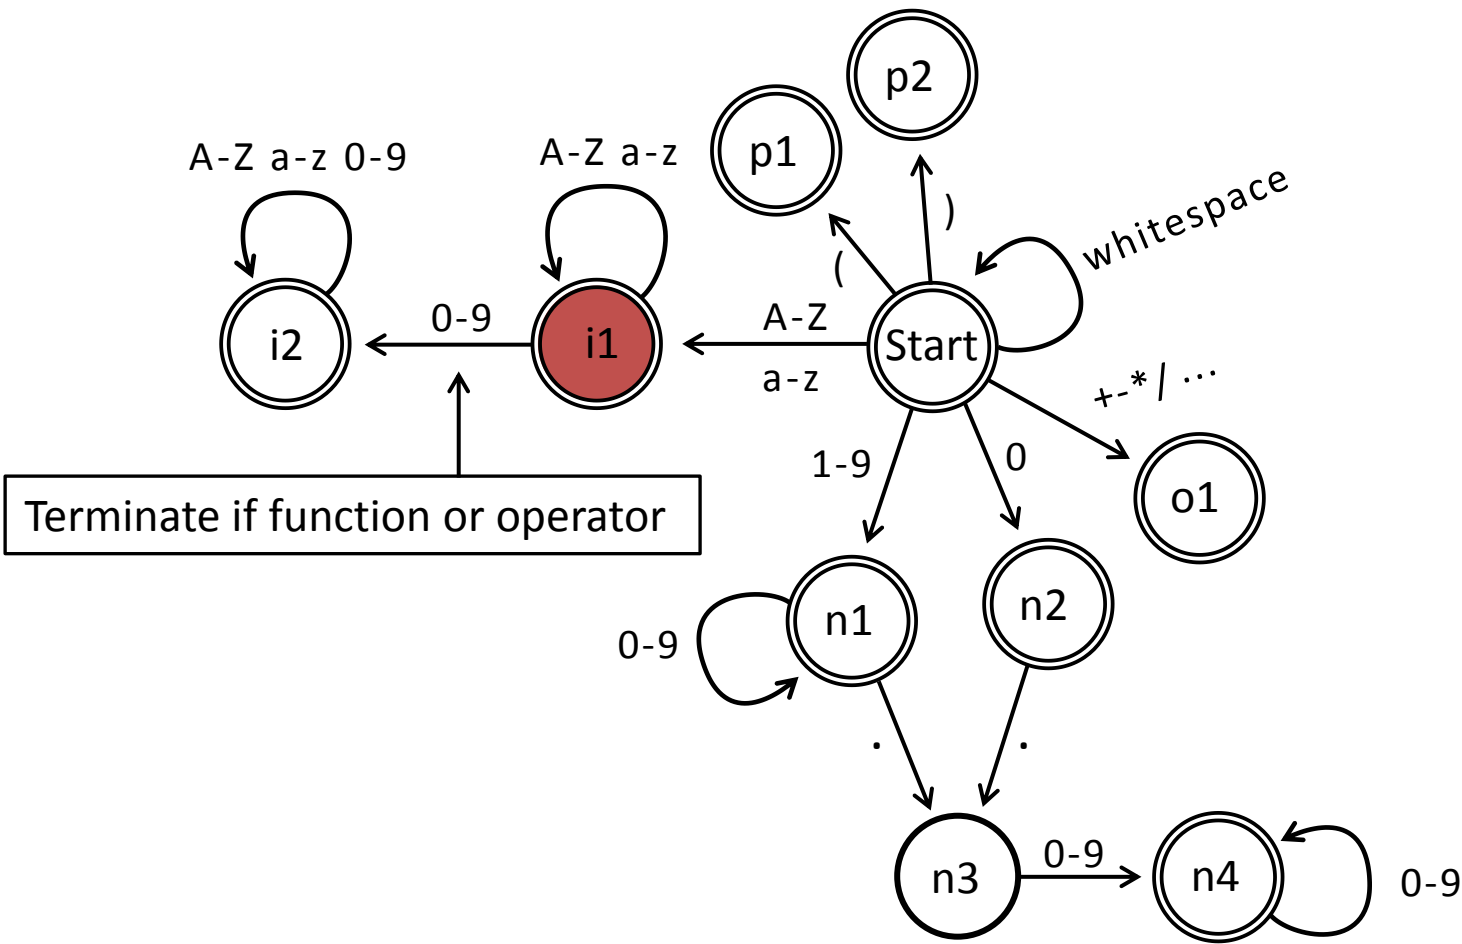 p2
p1
A-Z a-z 0-9
A-Z a-z
whitespace
)
(
i2
0-9
i1
A-Z
a-z
Start
+-*/ ...
1-9
0
o1
Terminate if function or operator
n1
n2
0-9
.
.
n3
0-9
n4
0-9